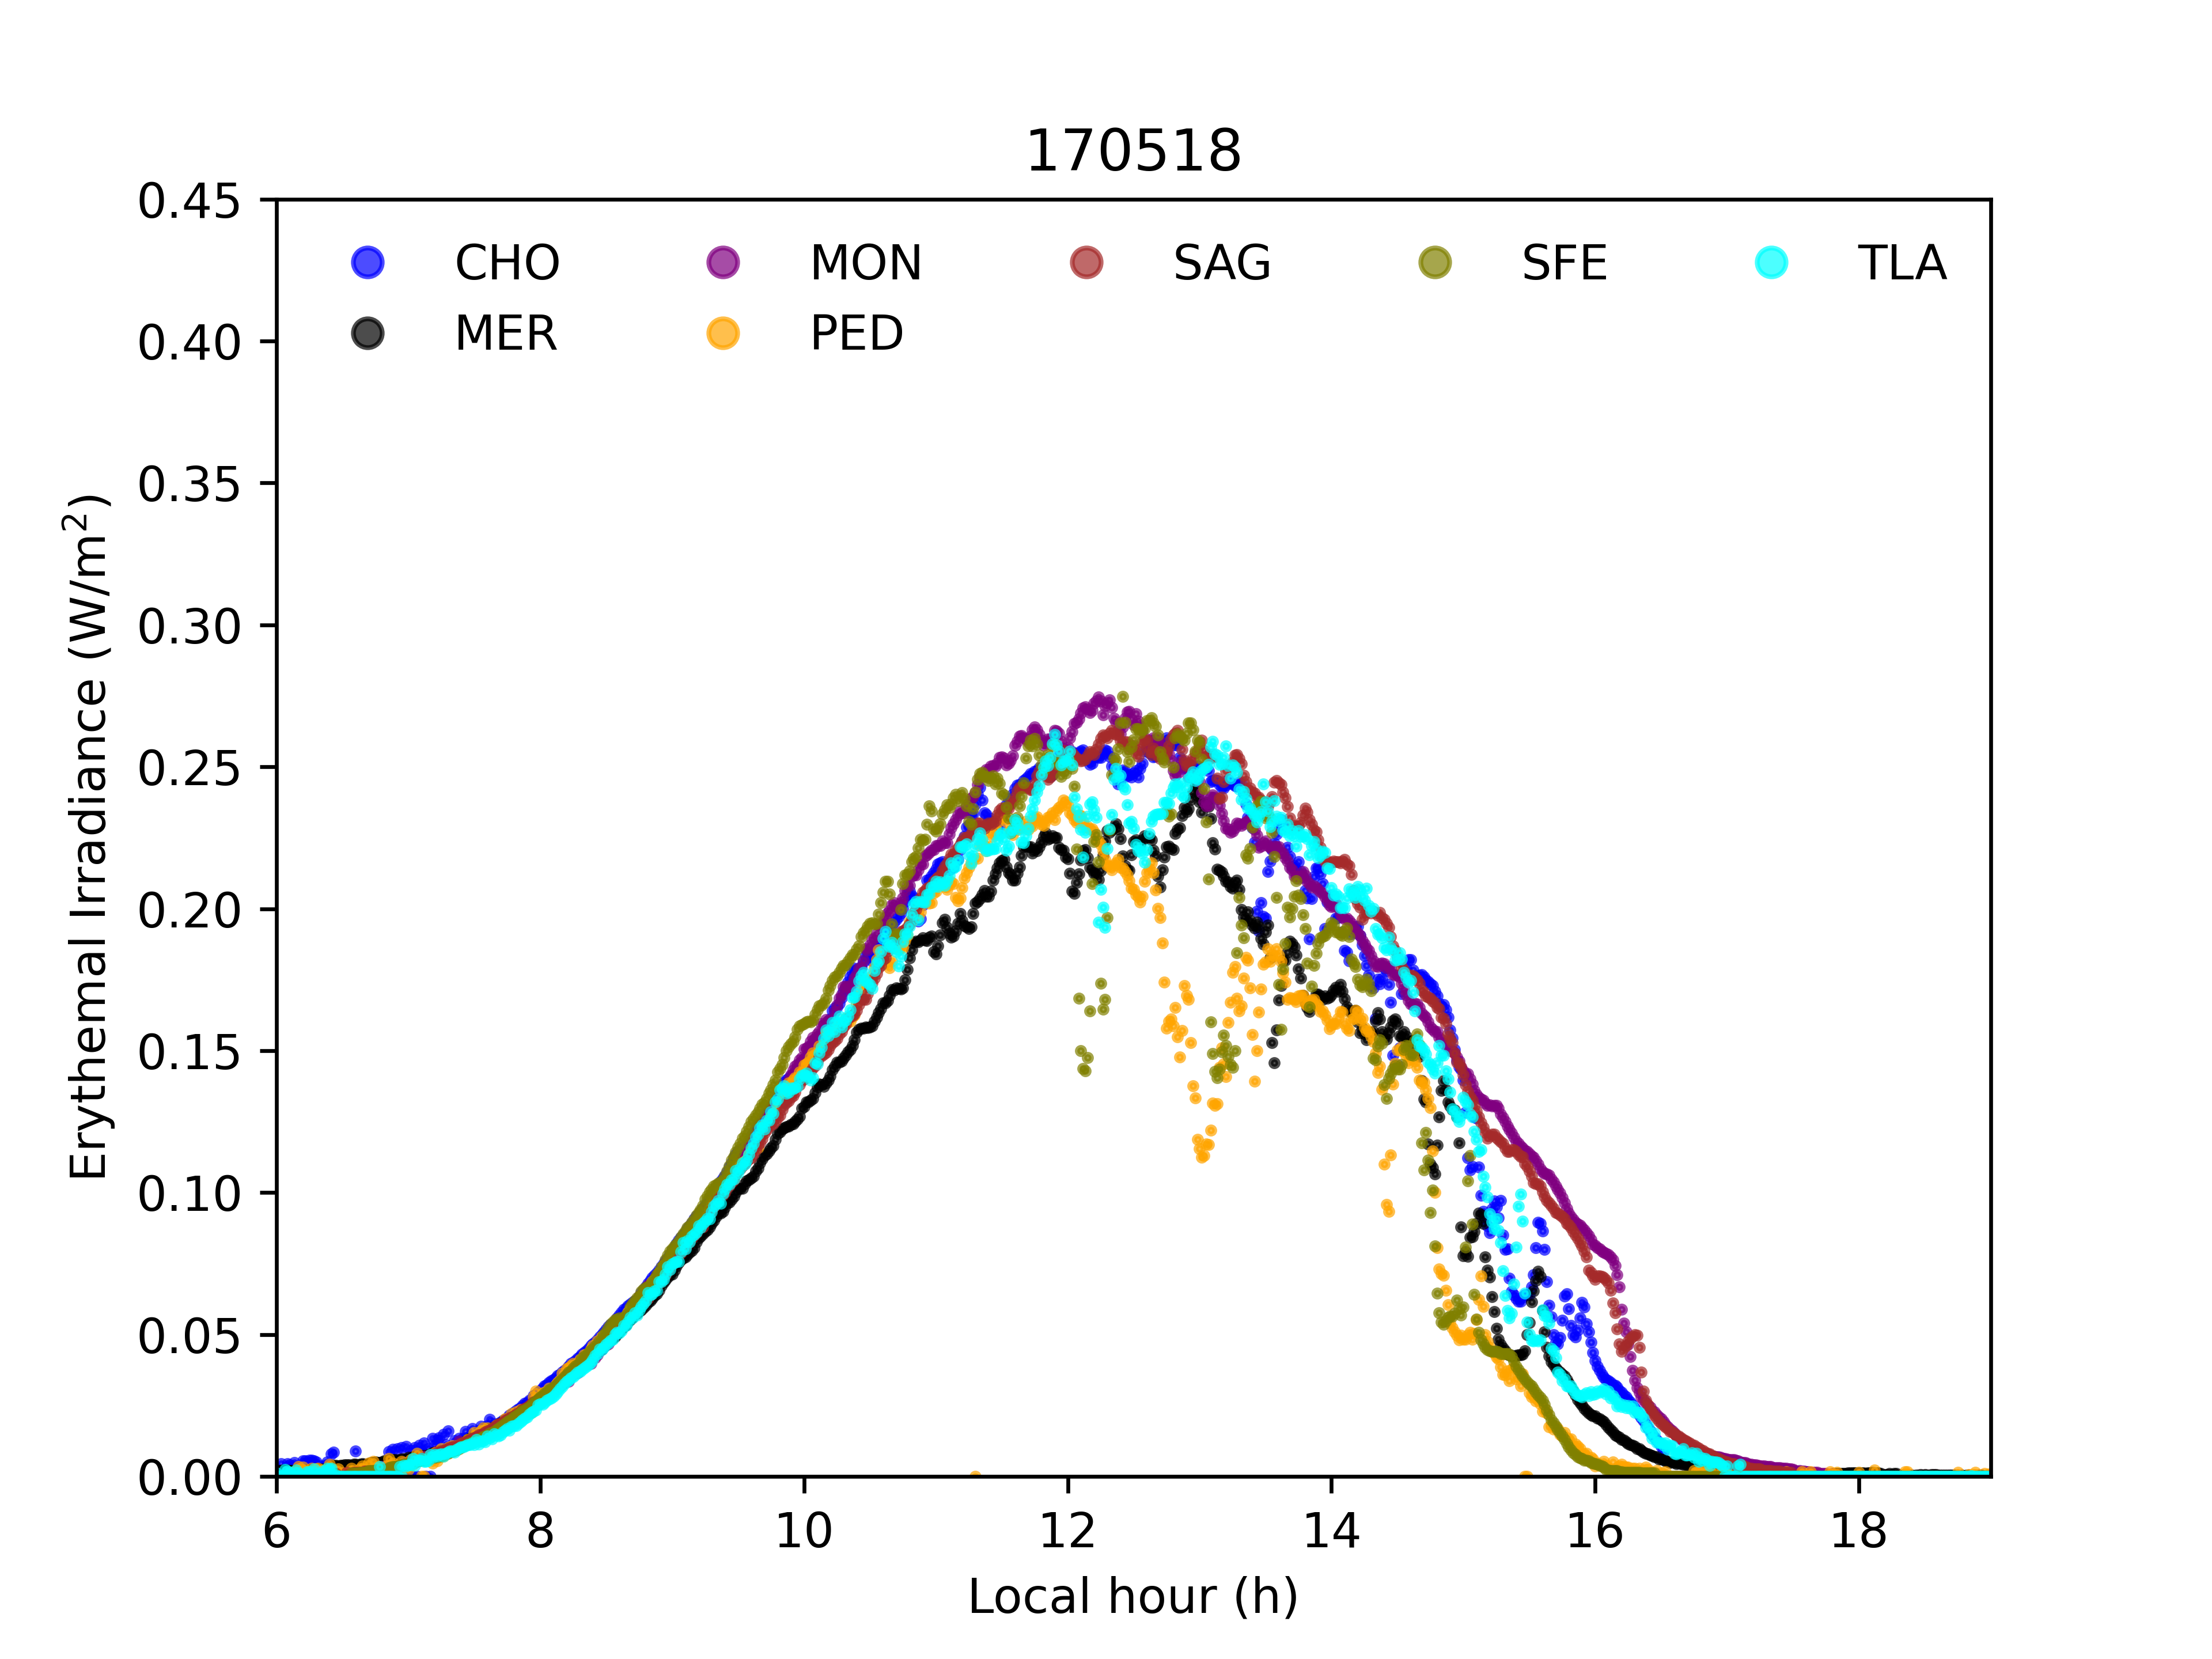 170518
0.45
0.40
0.35
0.30
0.25
0.20
0.15
0.10
0.05
0.00
Erythemal Irradiance (W/m²)
CHO MON SAG SFE TLA
MER PED
6 8 10 12 14 16 18
Local hour (h)